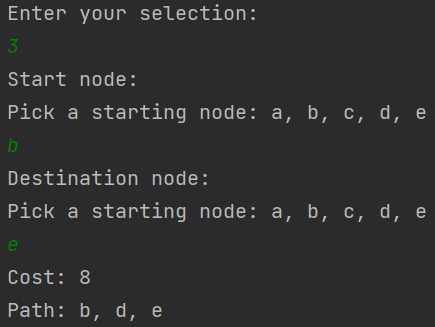 Enter your selection:
3
Start node:
Pick a starting node: a, b, c, d, e
b
Destination node:
Pick a starting node: a, b, c, d, e
e
Cost: 8
Path: b, d, e